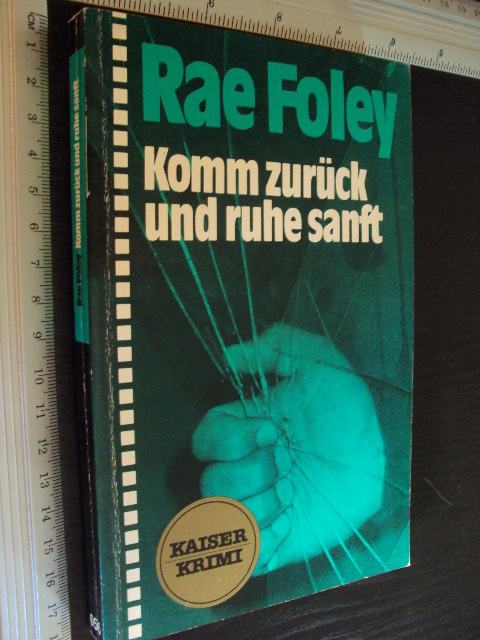 Rae Foley
Komm zurück
und ruhe sanft
KAISER
KRIMI
Rae Foley Komm zurück und ruhe sanft